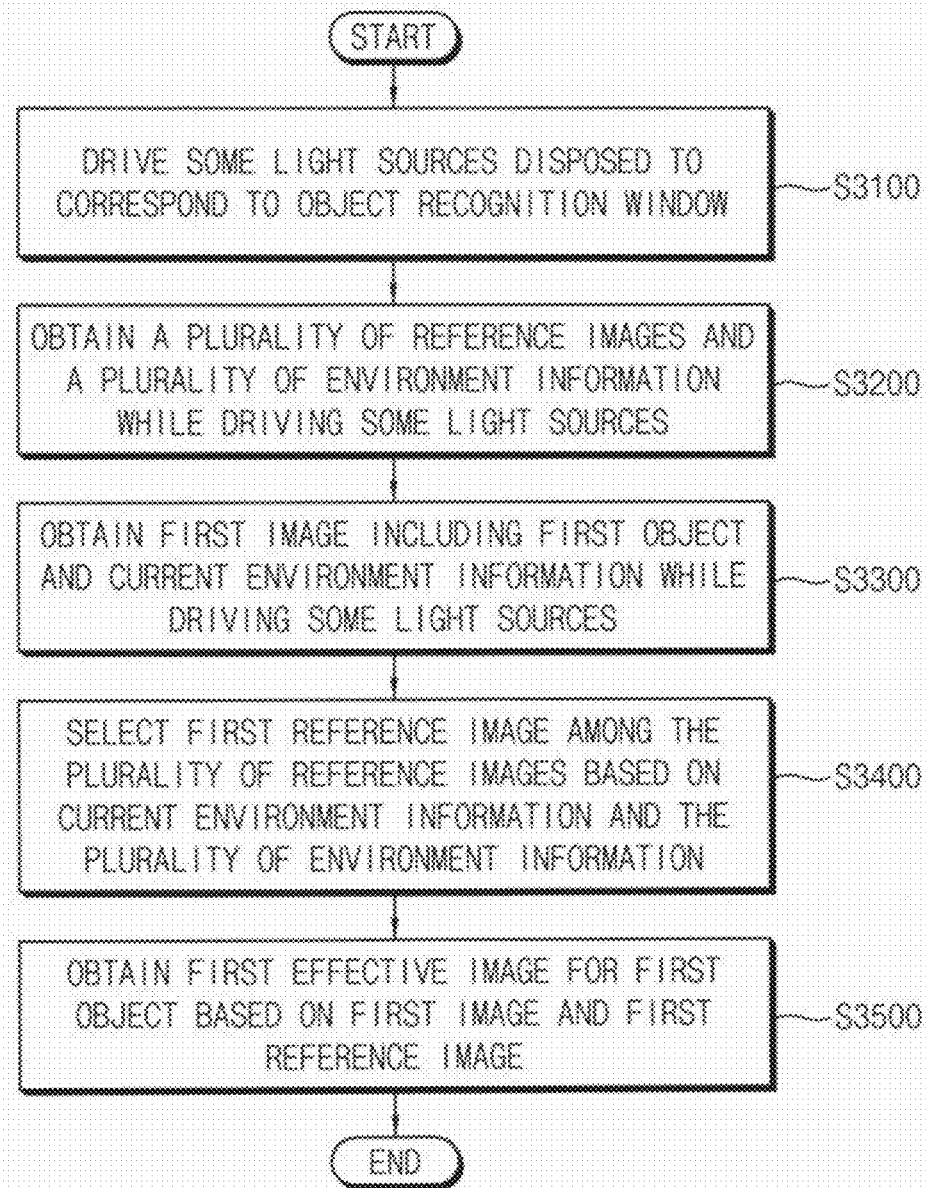 START
DRIVE SOME LIGHT SOURCES DISPOSED TO
CORRESPOND TO OBJECT RECOGNITION WINDOW
S3100
OBTAIN A PLURALITY OF REFERENCE IMAGES AND
A PLURALITY OF ENVIRONMENT INFORMATION
WHILE DRIVING SOME LIGHT SOURCES
S3200
OBTAIN FIRST IMAGE INCLUDING FIRST OBJECT
AND CURRENT ENVIRONMENT INFORMATION WHILE
DRIVING SOME LIGHT SOURCES
S3300
SELECT FIRST REFERENCE IMAGE AMONG THE
PLURALITY OF REFERENCE IMAGES BASED ON
CURRENT ENVIRONMENT INFORMATION AND THE
PLURALITY OF ENVIRONMENT INFORMATION
S3400
OBTAIN FIRST EFFECTIVE IMAGE FOR FIRST
OBJECT BASED ON FIRST IMAGE AND FIRST
REFERENCE IMAGE
S3500
END